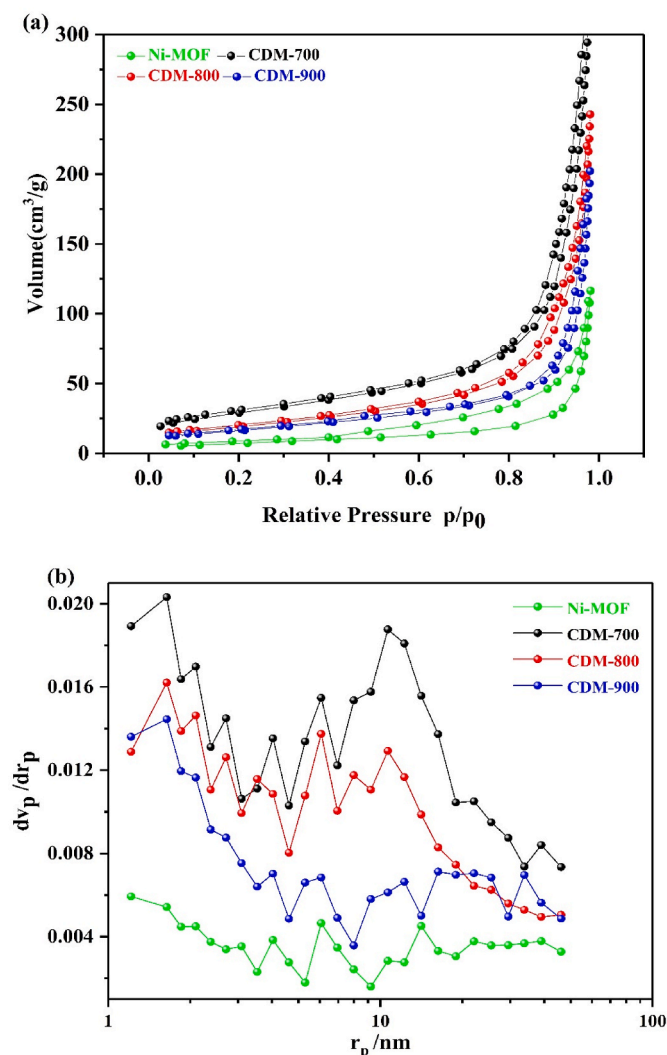 (a)
300
250
200
150
100
50
0
Volume(cm³/g)
Ni-MOF CDM-700
CDM-800 CDM-900
0.0 0.2 0.4 0.6 0.8 1.0
Relative Pressure p/p₀
(b)
0.020
0.016
0.012
0.008
0.004
dvₚ/drₚ
Ni-MOF
CDM-700
CDM-800
CDM-900
1 10 100
rₚ /nm